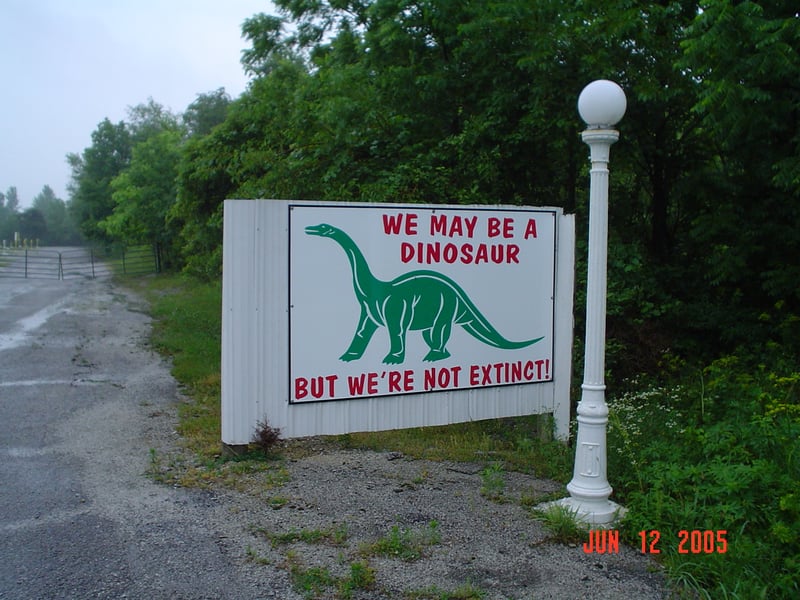 WE MAY BE A
DINOSAUR
BUT WE'RE NOT EXTINCT!
JUN 12 2005